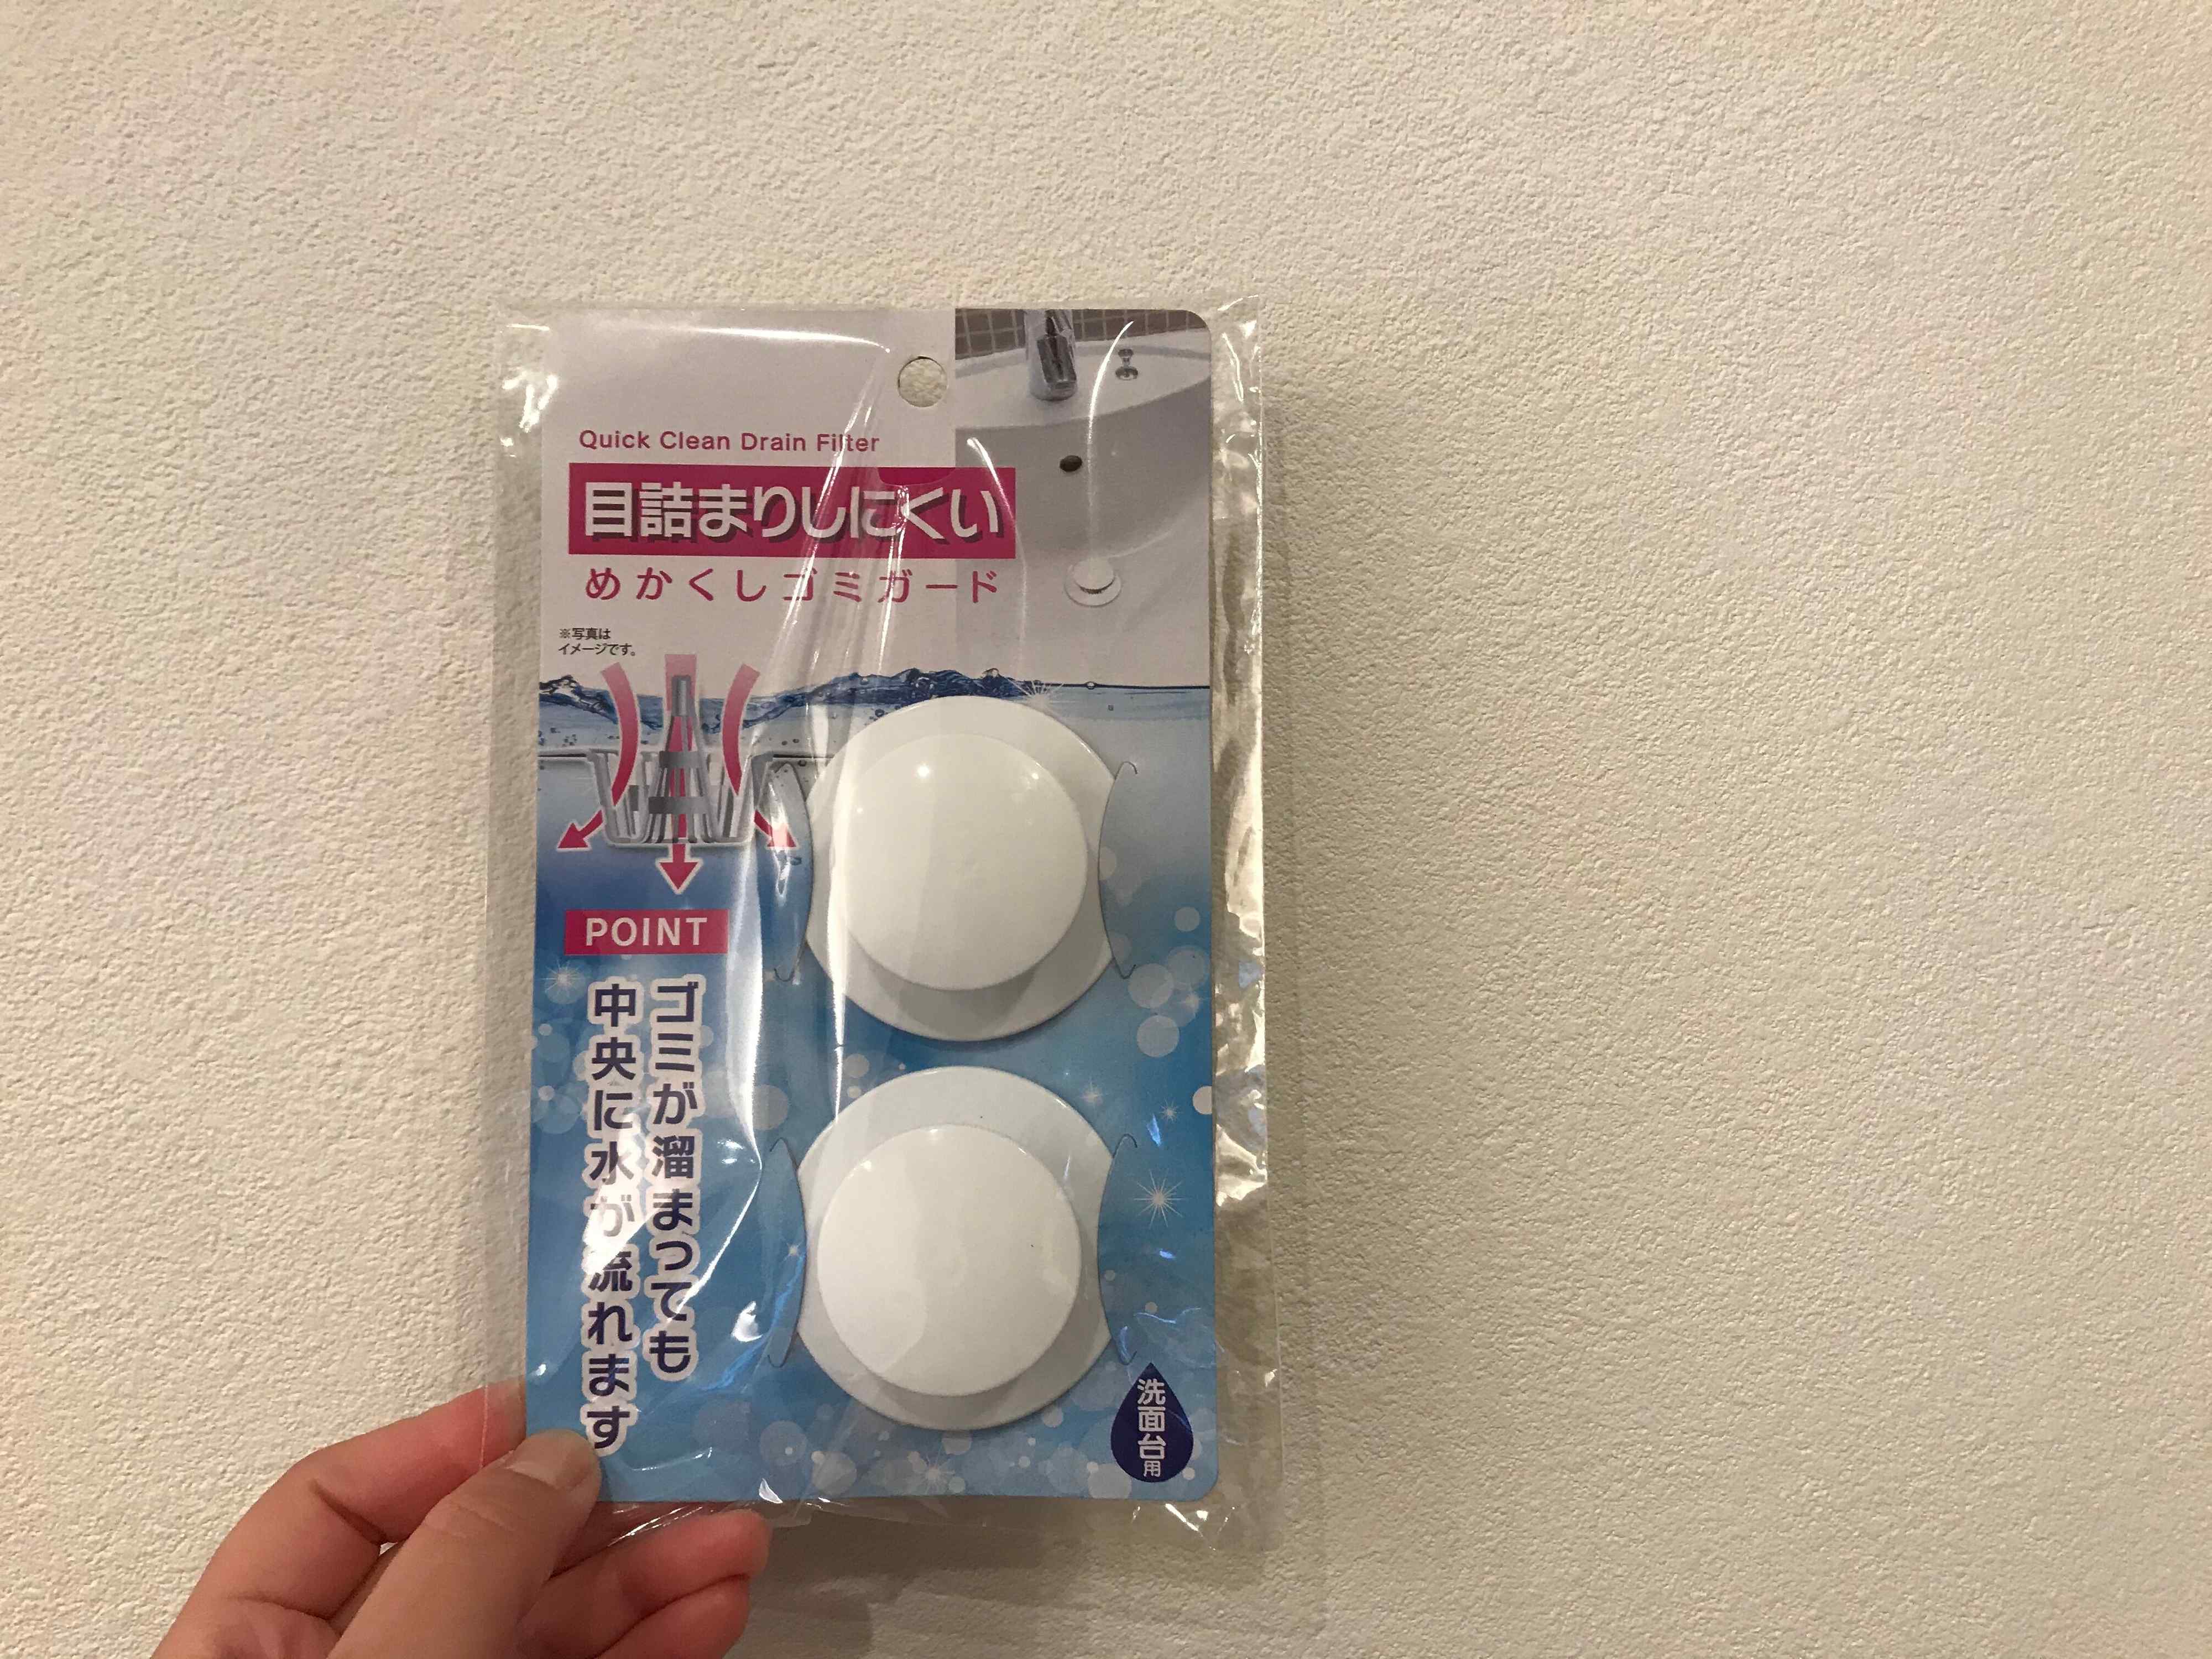 Quick Clean Drain Filter
目詰まりしにくい
めかくしゴミガード
※写真は
イメージです。
POINT
ゴミが溜まっても
中央に水が流れます
洗面台用